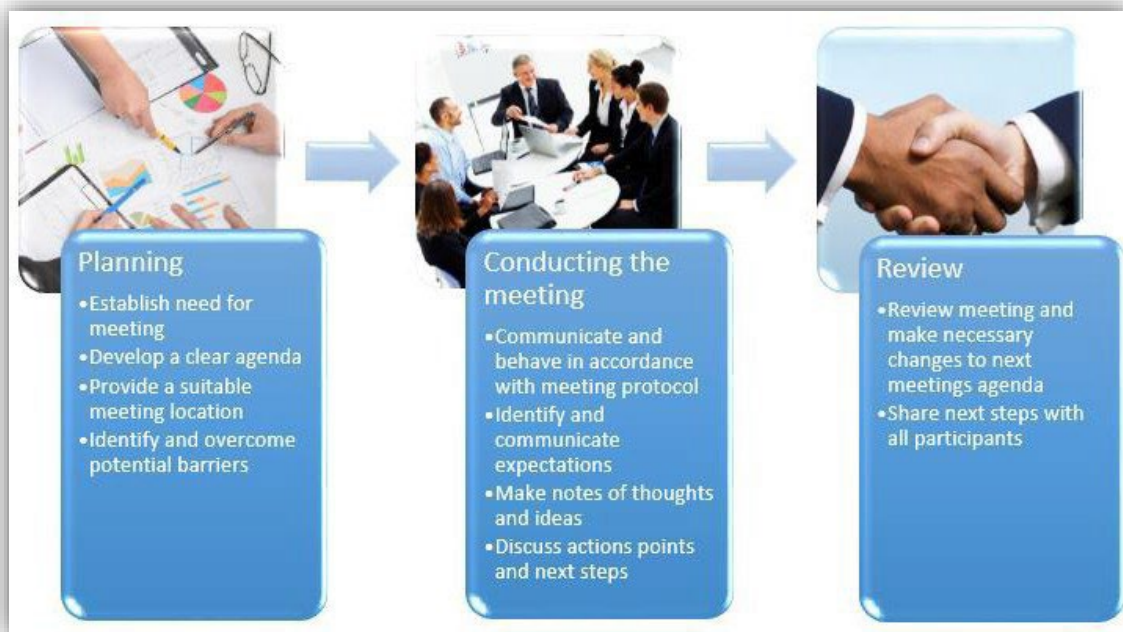 Planning
•Establish need for
meeting
•Develop a clear agenda
•Provide a suitable
meeting location
•Identify and overcome
potential barriers
Conducting the
meeting
•Communicate and
behave in accordance
with meeting protocol
•Identify and
communicate
expectations
•Make notes of thoughts
and ideas
•Discuss actions points
and next steps
Review
•Review meeting and
make necessary
changes to next
meetings agenda
•Share next steps with
all participants